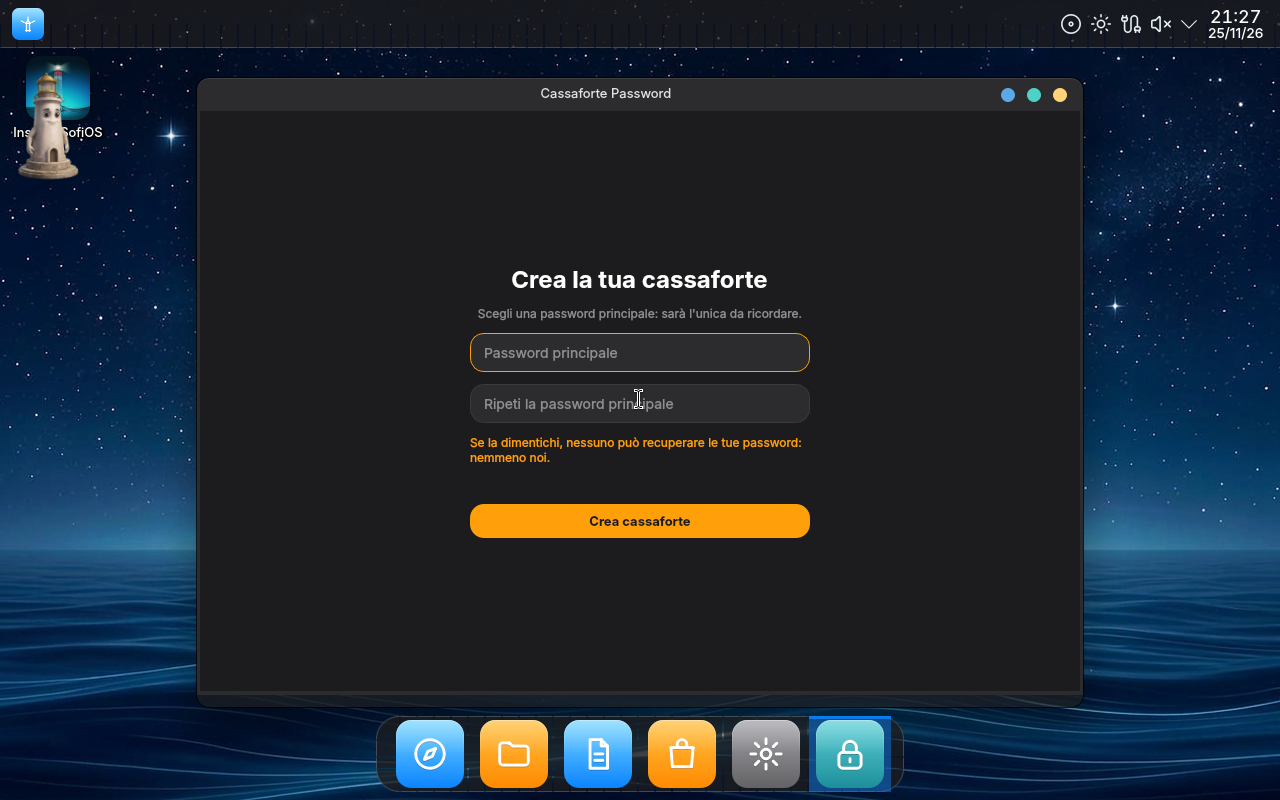 21:27
25/11/26
Cassaforte Password
Crea la tua cassaforte
Scegli una password principale: sarà l'unica da ricordare.
Password principale
Ripeti la password principale
Se la dimentichi, nessuno può recuperare le tue password:
nemmeno noi.
Crea cassaforte
SofiOS